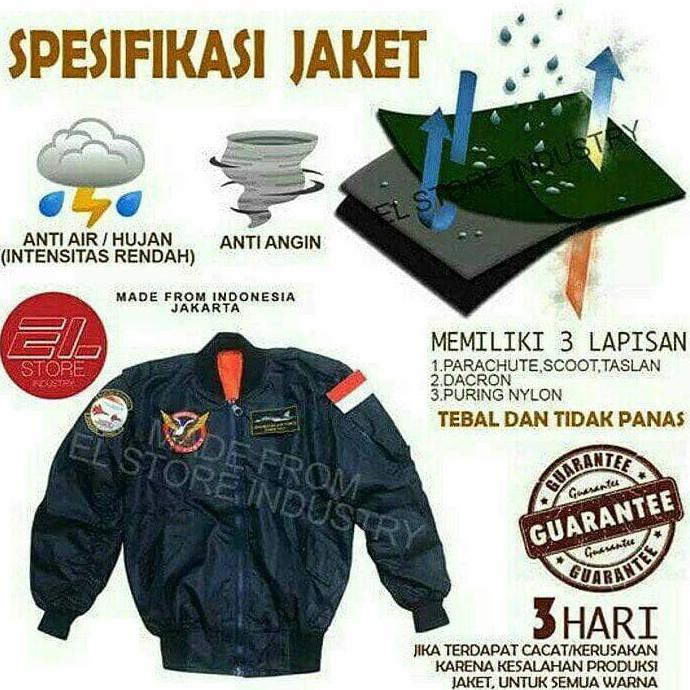 SPESIFIKASI JAKET
EL STORE INDUSTRY
ANTI AIR / HUJAN
(INTENSITAS RENDAH)
ANTI ANGIN
MADE FROM INDONESIA
JAKARTA
EL
STORE
INDUSTRY
MEMILIKI 3 LAPISAN
1.PARACHUTE,SCOOT,TASLAN
2.DACRON
3.PURING NYLON
TEBAL DAN TIDAK PANAS
MADE FROM
EL STORE INDUSTRY
GUARANTEE
Guarantee
GUARANTEE
Guarantee
GUARANTEE
3 HARI
JIKA TERDAPAT CACAT/KERUSAKAN
KARENA KESALAHAN PRODUKSI
JAKET, UNTUK SEMUA WARNA